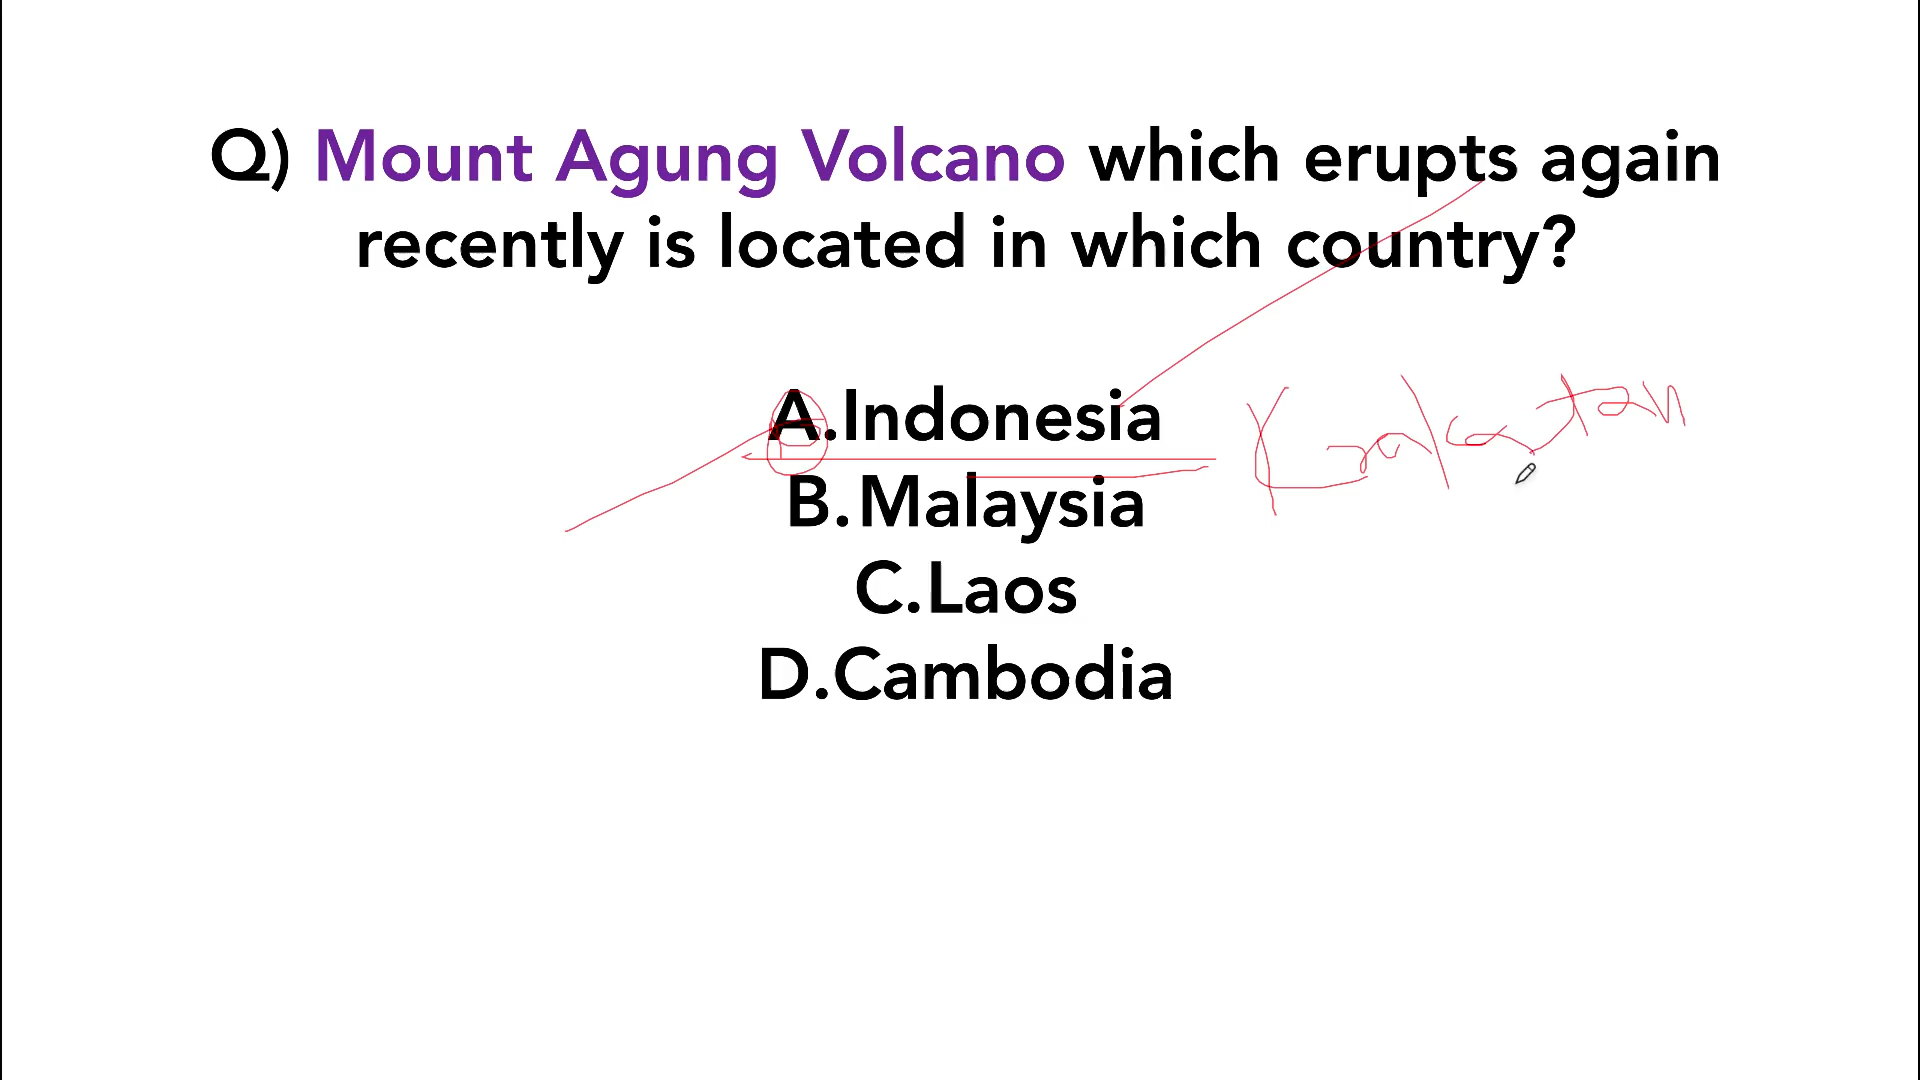 Q) Mount Agung Volcano which erupts again
recently is located in which country?
A.Indonesia
B.Malaysia
C.Laos
D.Cambodia